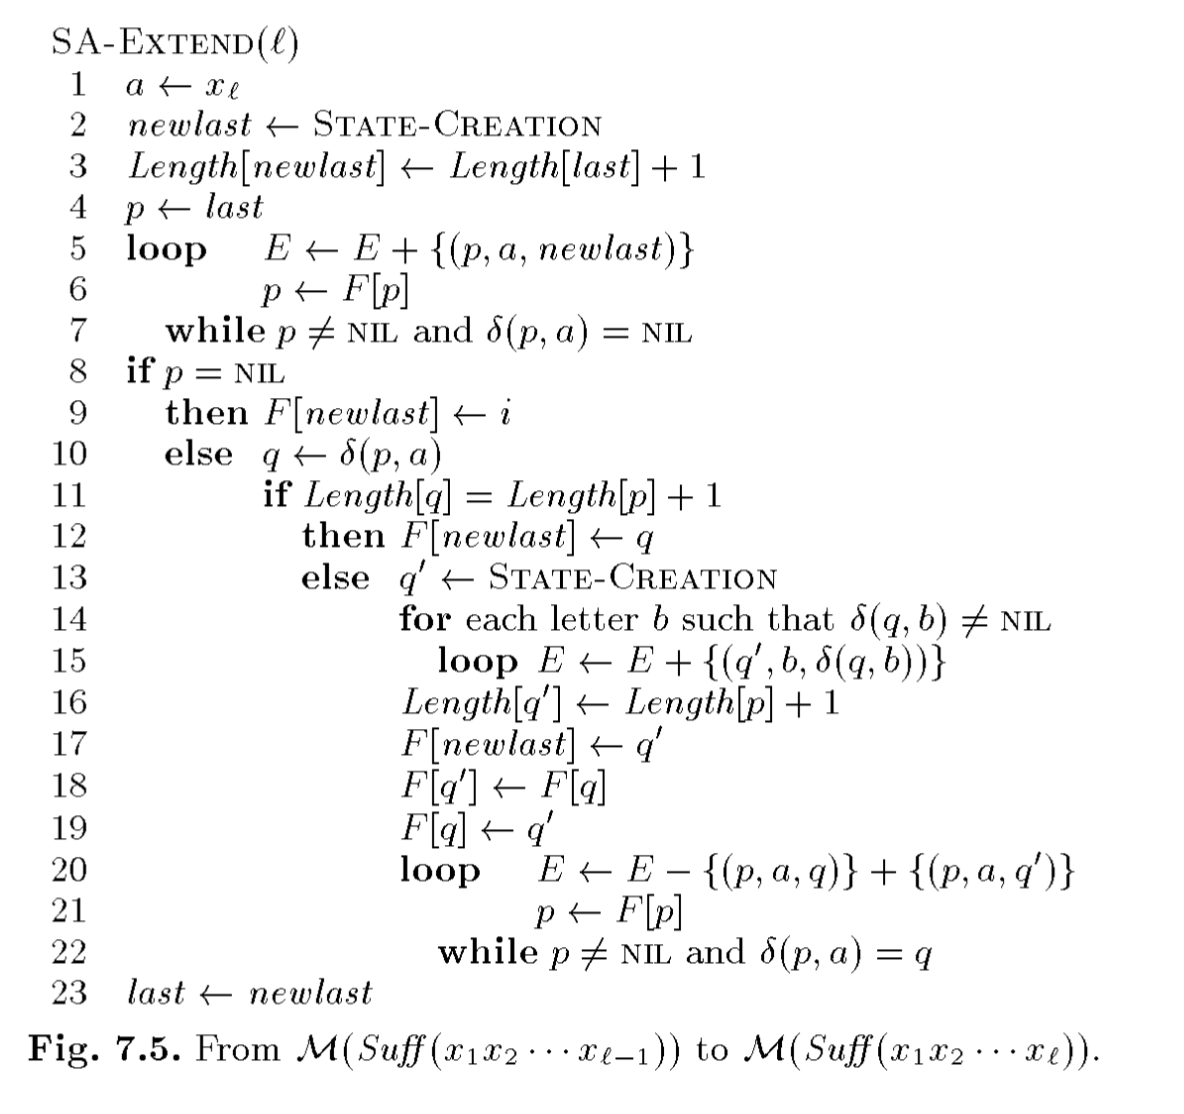 SA-EXTEND(ℓ)
1 a ← xℓ
2 newlast ← STATE-CREATION
3 Length[newlast] ← Length[last] + 1
4 p ← last
5 loop E ← E + {(p, a, newlast)}
6 p ← F[p]
7 while p ≠ NIL and δ(p, a) = NIL
8 if p = NIL
9 then F[newlast] ← i
10 else q ← δ(p, a)
11 if Length[q] = Length[p] + 1
12 then F[newlast] ← q
13 else q′ ← STATE-CREATION
14 for each letter b such that δ(q, b) ≠ NIL
15 loop E ← E + {(q′, b, δ(q, b))}
16 Length[q′] ← Length[p] + 1
17 F[newlast] ← q′
18 F[q′] ← F[q]
19 F[q] ← q′
20 loop E ← E − {(p, a, q)} + {(p, a, q′)}
21 p ← F[p]
22 while p ≠ NIL and δ(p, a) = q
23 last ← newlast
Fig. 7.5. From ℳ(Suff(x₁x₂ ⋯ xℓ₋₁)) to ℳ(Suff(x₁x₂ ⋯ xℓ)).